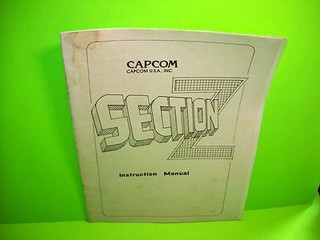 CAPCOM
CAPCOM U.S.A., INC.
SECTION Z
Instruction Manual